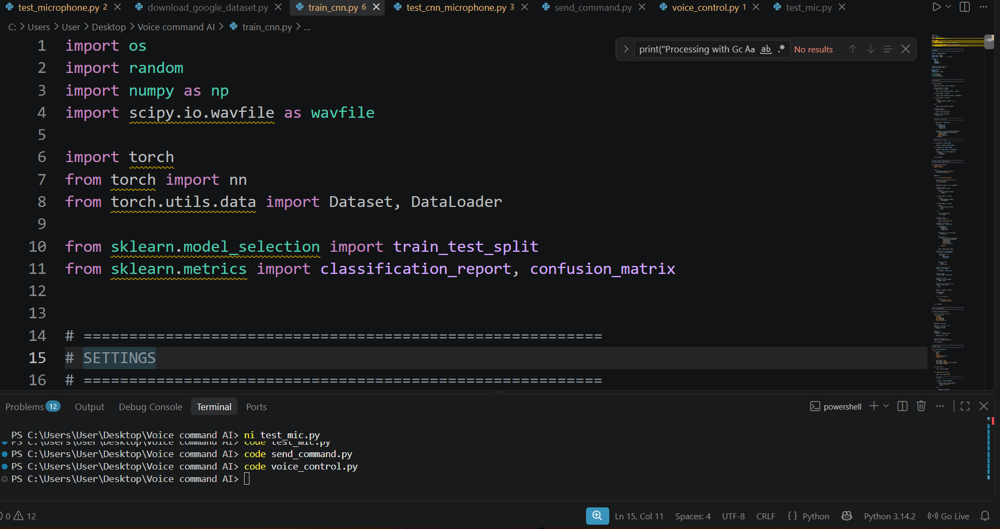 test_microphone.py 2
download_google_dataset.py
train_cnn.py 6
test_cnn_microphone.py 3
send_command.py
voice_control.py 1
test_mic.py
C: > Users > User > Desktop > Voice command AI > train_cnn.py > ...
print("Processing with Gc Aa ab .* No results
1 import os
2 import random
3 import numpy as np
4 import scipy.io.wavfile as wavfile
5
6 import torch
7 from torch import nn
8 from torch.utils.data import Dataset, DataLoader
9
10 from sklearn.model_selection import train_test_split
11 from sklearn.metrics import classification_report, confusion_matrix
12
13
14 # =========================================================
15 # SETTINGS
16 # =========================================================
Problems 12 Output Debug Console Terminal Ports
powershell
PS C:\Users\User\Desktop\Voice command AI> ni test_mic.py
PS C:\Users\User\Desktop\Voice command AI> code test_mic.py
PS C:\Users\User\Desktop\Voice command AI> code send_command.py
PS C:\Users\User\Desktop\Voice command AI> code voice_control.py
PS C:\Users\User\Desktop\Voice command AI>
0 12
Ln 15, Col 11 Spaces: 4 UTF-8 CRLF { } Python Python 3.14.2 Go Live